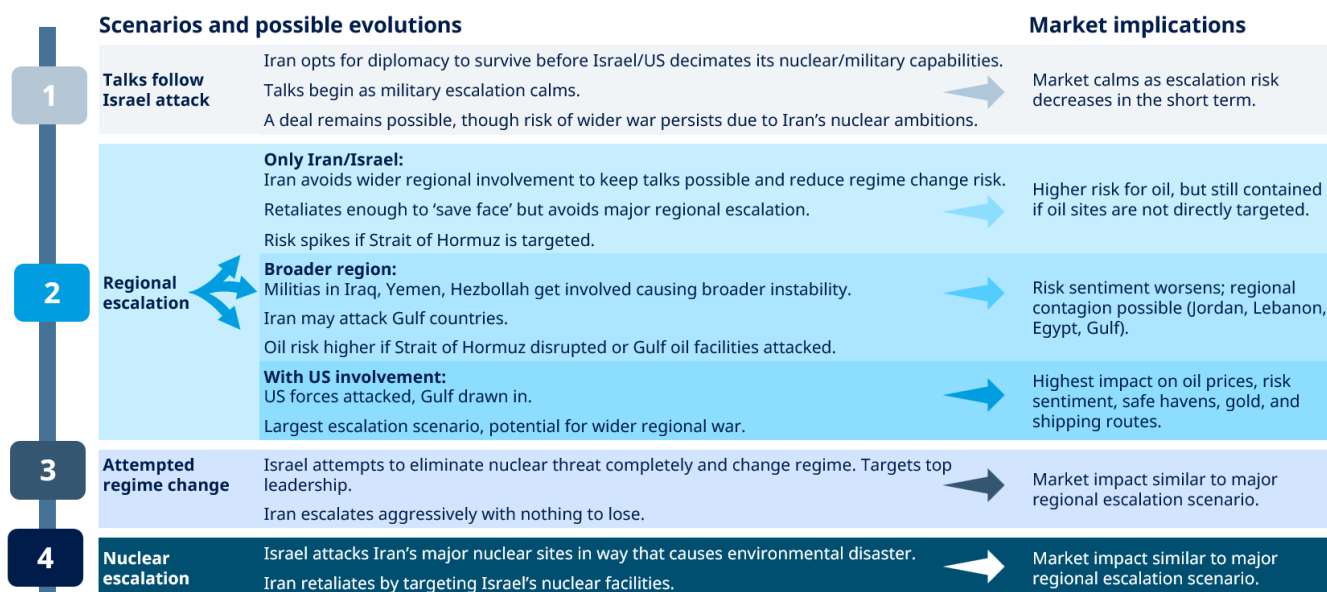 Scenarios and possible evolutions
Market implications
1
Talks follow
Israel attack
Iran opts for diplomacy to survive before Israel/US decimates its nuclear/military capabilities.
Talks begin as military escalation calms.
A deal remains possible, though risk of wider war persists due to Iran’s nuclear ambitions.
Market calms as escalation risk
decreases in the short term.
2
Regional
escalation
Only Iran/Israel:
Iran avoids wider regional involvement to keep talks possible and reduce regime change risk.
Retaliates enough to ‘save face’ but avoids major regional escalation.
Risk spikes if Strait of Hormuz is targeted.
Higher risk for oil, but still contained
if oil sites are not directly targeted.
Broader region:
Militias in Iraq, Yemen, Hezbollah get involved causing broader instability.
Iran may attack Gulf countries.
Oil risk higher if Strait of Hormuz disrupted or Gulf oil facilities attacked.
Risk sentiment worsens; regional
contagion possible (Jordan, Lebanon,
Egypt, Gulf).
With US involvement:
US forces attacked, Gulf drawn in.
Largest escalation scenario, potential for wider regional war.
Highest impact on oil prices, risk
sentiment, safe havens, gold, and
shipping routes.
3
Attempted
regime change
Israel attempts to eliminate nuclear threat completely and change regime. Targets top
leadership.
Iran escalates aggressively with nothing to lose.
Market impact similar to major
regional escalation scenario.
4
Nuclear
escalation
Israel attacks Iran’s major nuclear sites in way that causes environmental disaster.
Iran retaliates by targeting Israel’s nuclear facilities.
Market impact similar to major
regional escalation scenario.